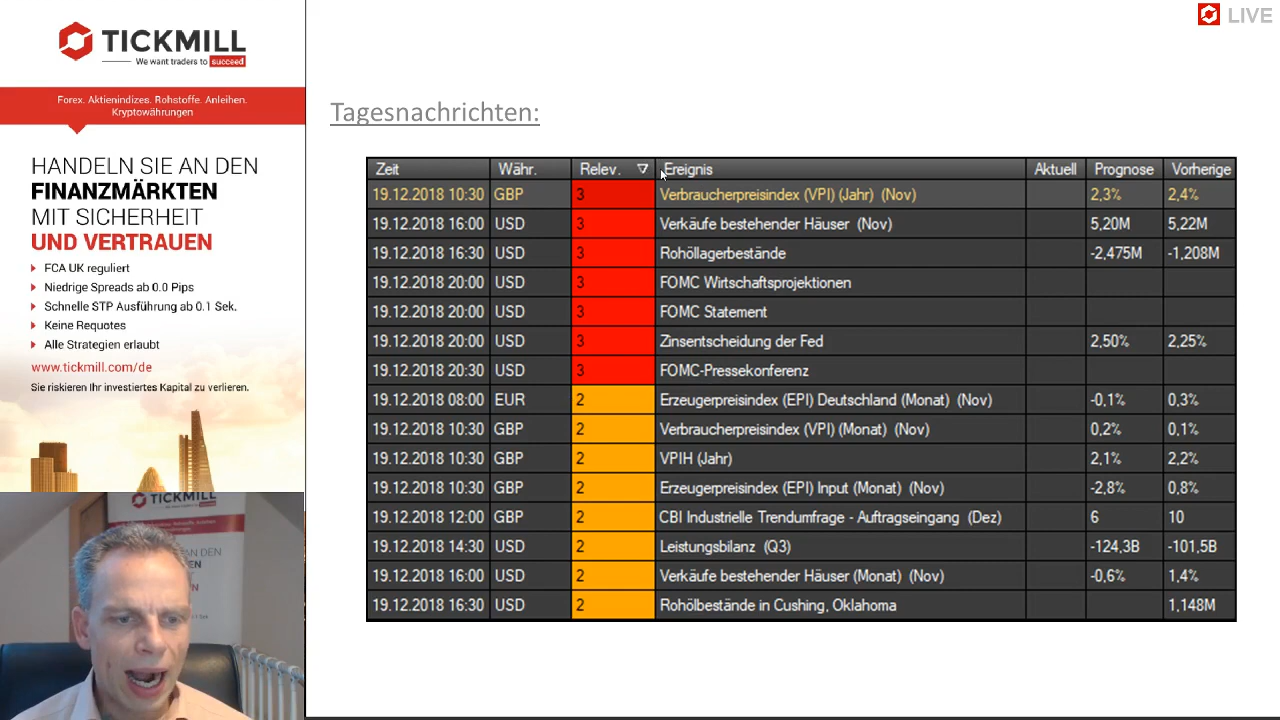 TICKMILL
We want traders to succeed
Forex. Aktienindizes. Rohstoffe. Anleihen.
Kryptowährungen
HANDELN SIE AN DEN
FINANZMÄRKTEN
MIT SICHERHEIT
UND VERTRAUEN
FCA UK reguliert
Niedrige Spreads ab 0.0 Pips
Schnelle STP Ausführung ab 0.1 Sek.
Keine Requotes
Alle Strategien erlaubt
www.tickmill.com/de
Sie riskieren Ihr investiertes Kapital zu verlieren.
TICKMILL
LIVE
Tagesnachrichten:
Zeit Währ. Relev. Ereignis Aktuell Prognose Vorherige
19.12.2018 10:30 GBP 3 Verbraucherpreisindex (VPI) (Jahr) (Nov) 2,3% 2,4%
19.12.2018 16:00 USD 3 Verkäufe bestehender Häuser (Nov) 5,20M 5,22M
19.12.2018 16:30 USD 3 Rohöllagerbestände -2,475M -1,208M
19.12.2018 20:00 USD 3 FOMC Wirtschaftsprojektionen
19.12.2018 20:00 USD 3 FOMC Statement
19.12.2018 20:00 USD 3 Zinsentscheidung der Fed 2,50% 2,25%
19.12.2018 20:30 USD 3 FOMC-Pressekonferenz
19.12.2018 08:00 EUR 2 Erzeugerpreisindex (EPI) Deutschland (Monat) (Nov) -0,1% 0,3%
19.12.2018 10:30 GBP 2 Verbraucherpreisindex (VPI) (Monat) (Nov) 0,2% 0,1%
19.12.2018 10:30 GBP 2 VPIH (Jahr) 2,1% 2,2%
19.12.2018 10:30 GBP 2 Erzeugerpreisindex (EPI) Input (Monat) (Nov) -2,8% 0,8%
19.12.2018 12:00 GBP 2 CBI Industrielle Trendumfrage - Auftragseingang (Dez) 6 10
19.12.2018 14:30 USD 2 Leistungsbilanz (Q3) -124,3B -101,5B
19.12.2018 16:00 USD 2 Verkäufe bestehender Häuser (Monat) (Nov) -0,6% 1,4%
19.12.2018 16:30 USD 2 Rohölbestände in Cushing, Oklahoma 1,148M